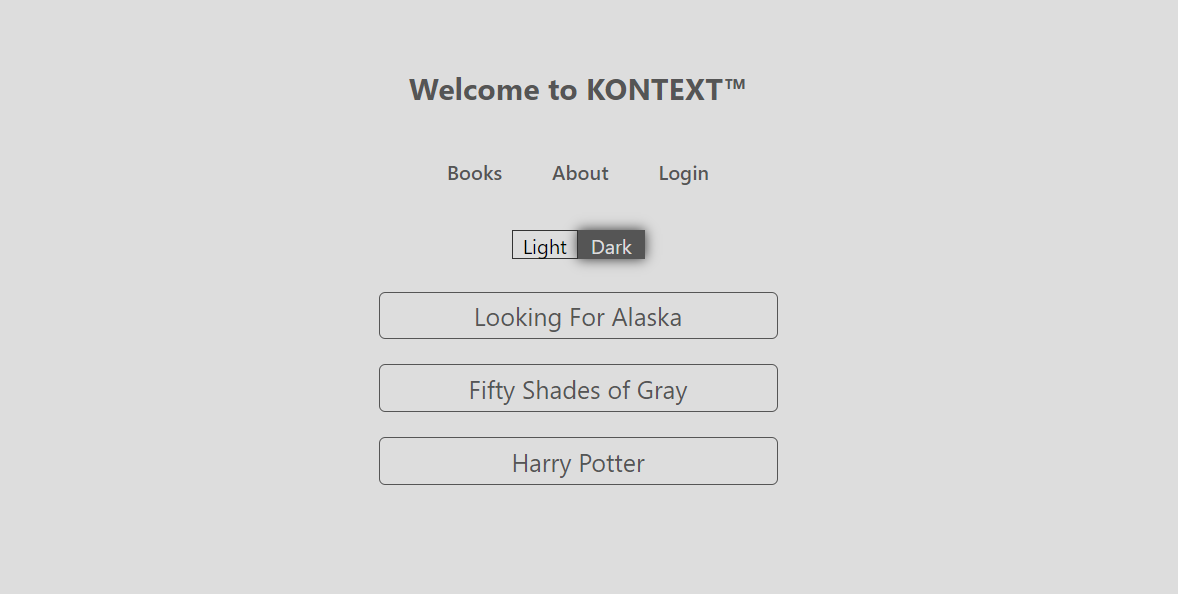 Welcome to KONTEXT™
Books About Login
Light Dark
Looking For Alaska
Fifty Shades of Gray
Harry Potter